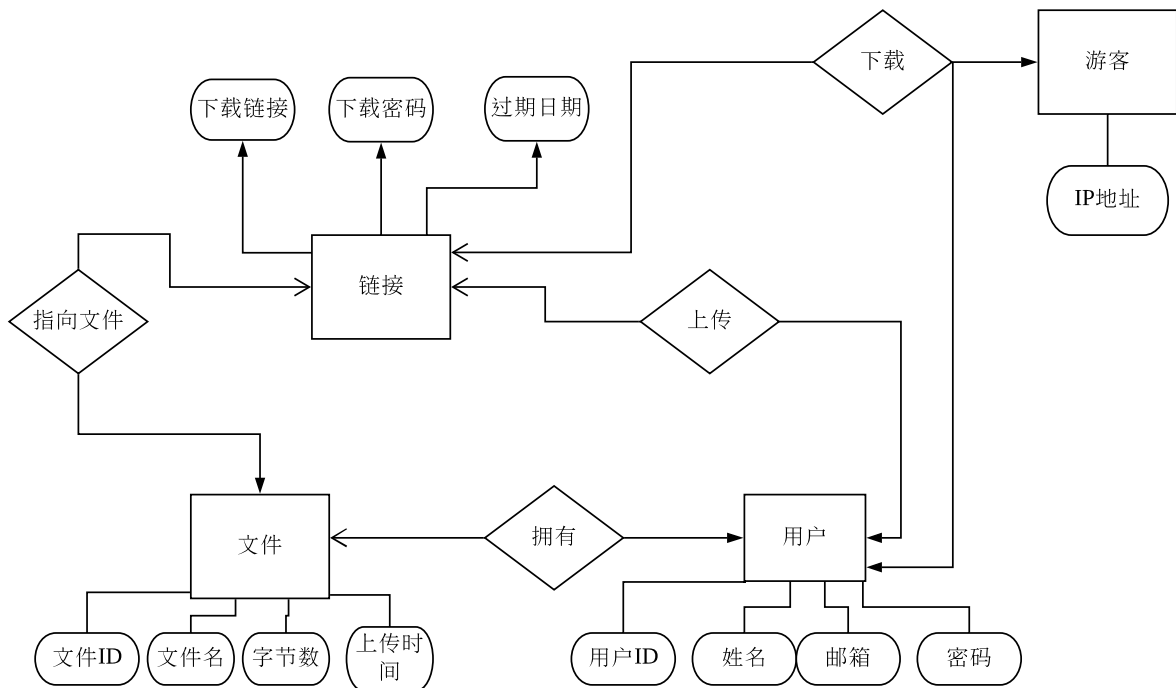 下载
游客
下载链接
下载密码
过期日期
IP地址
链接
指向文件
上传
文件
拥有
用户
文件ID
文件名
字节数
上传时
间
用户ID
姓名
邮箱
密码